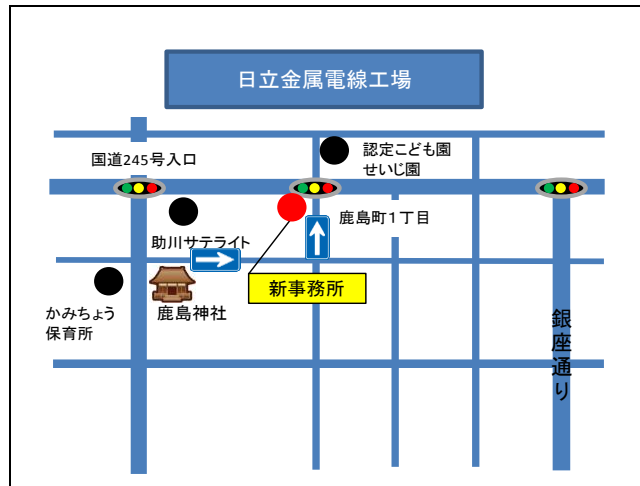 日立金属電線工場
国道245号入口
認定こども園
せいじ園
鹿島町１丁目
助川サテライト
新事務所
かみちょう
保育所
鹿島神社
銀座通り